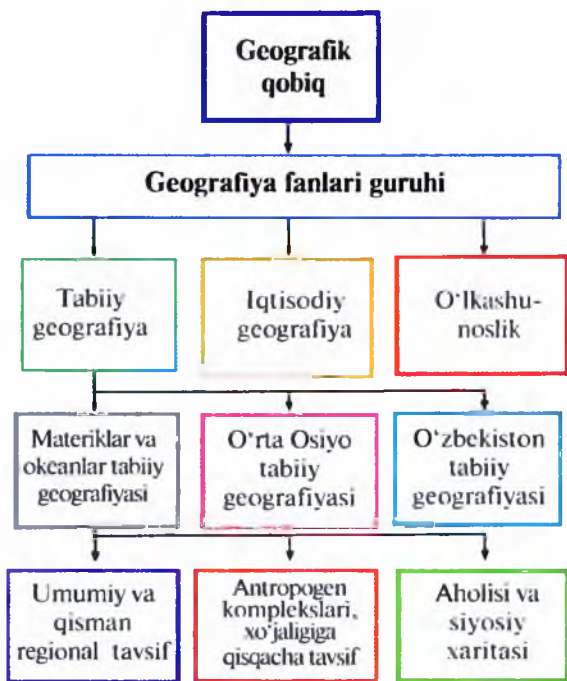 Geografik
qobiq
Geografiya fanlari guruhi
Tabiiy
geografiya
Iqtisodiy
geografiya
O‘lkashu-
noslik
Materiklar va
okeanlar tabiiy
geografiyasi
O‘rta Osiyo
tabiiy
geografiyasi
O‘zbekiston
tabiiy
geografiyasi
Umumiy va
qisman
regional tavsif
Antropogen
komplekslari,
xo‘jaligiga
qisqacha tavsif
Aholisi va
siyosiy
xaritasi